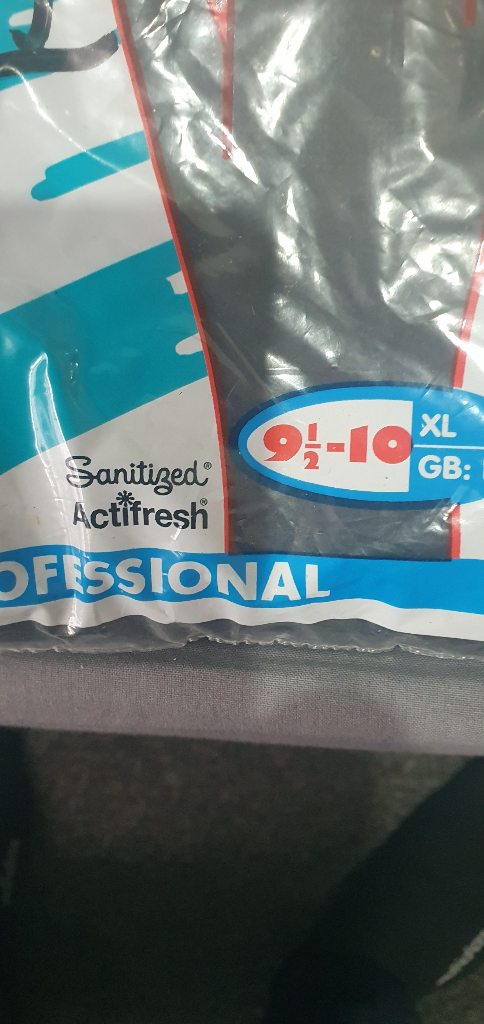 9½-10
XL
GB:
Sanitized®
Actifresh®
OFESSIONAL